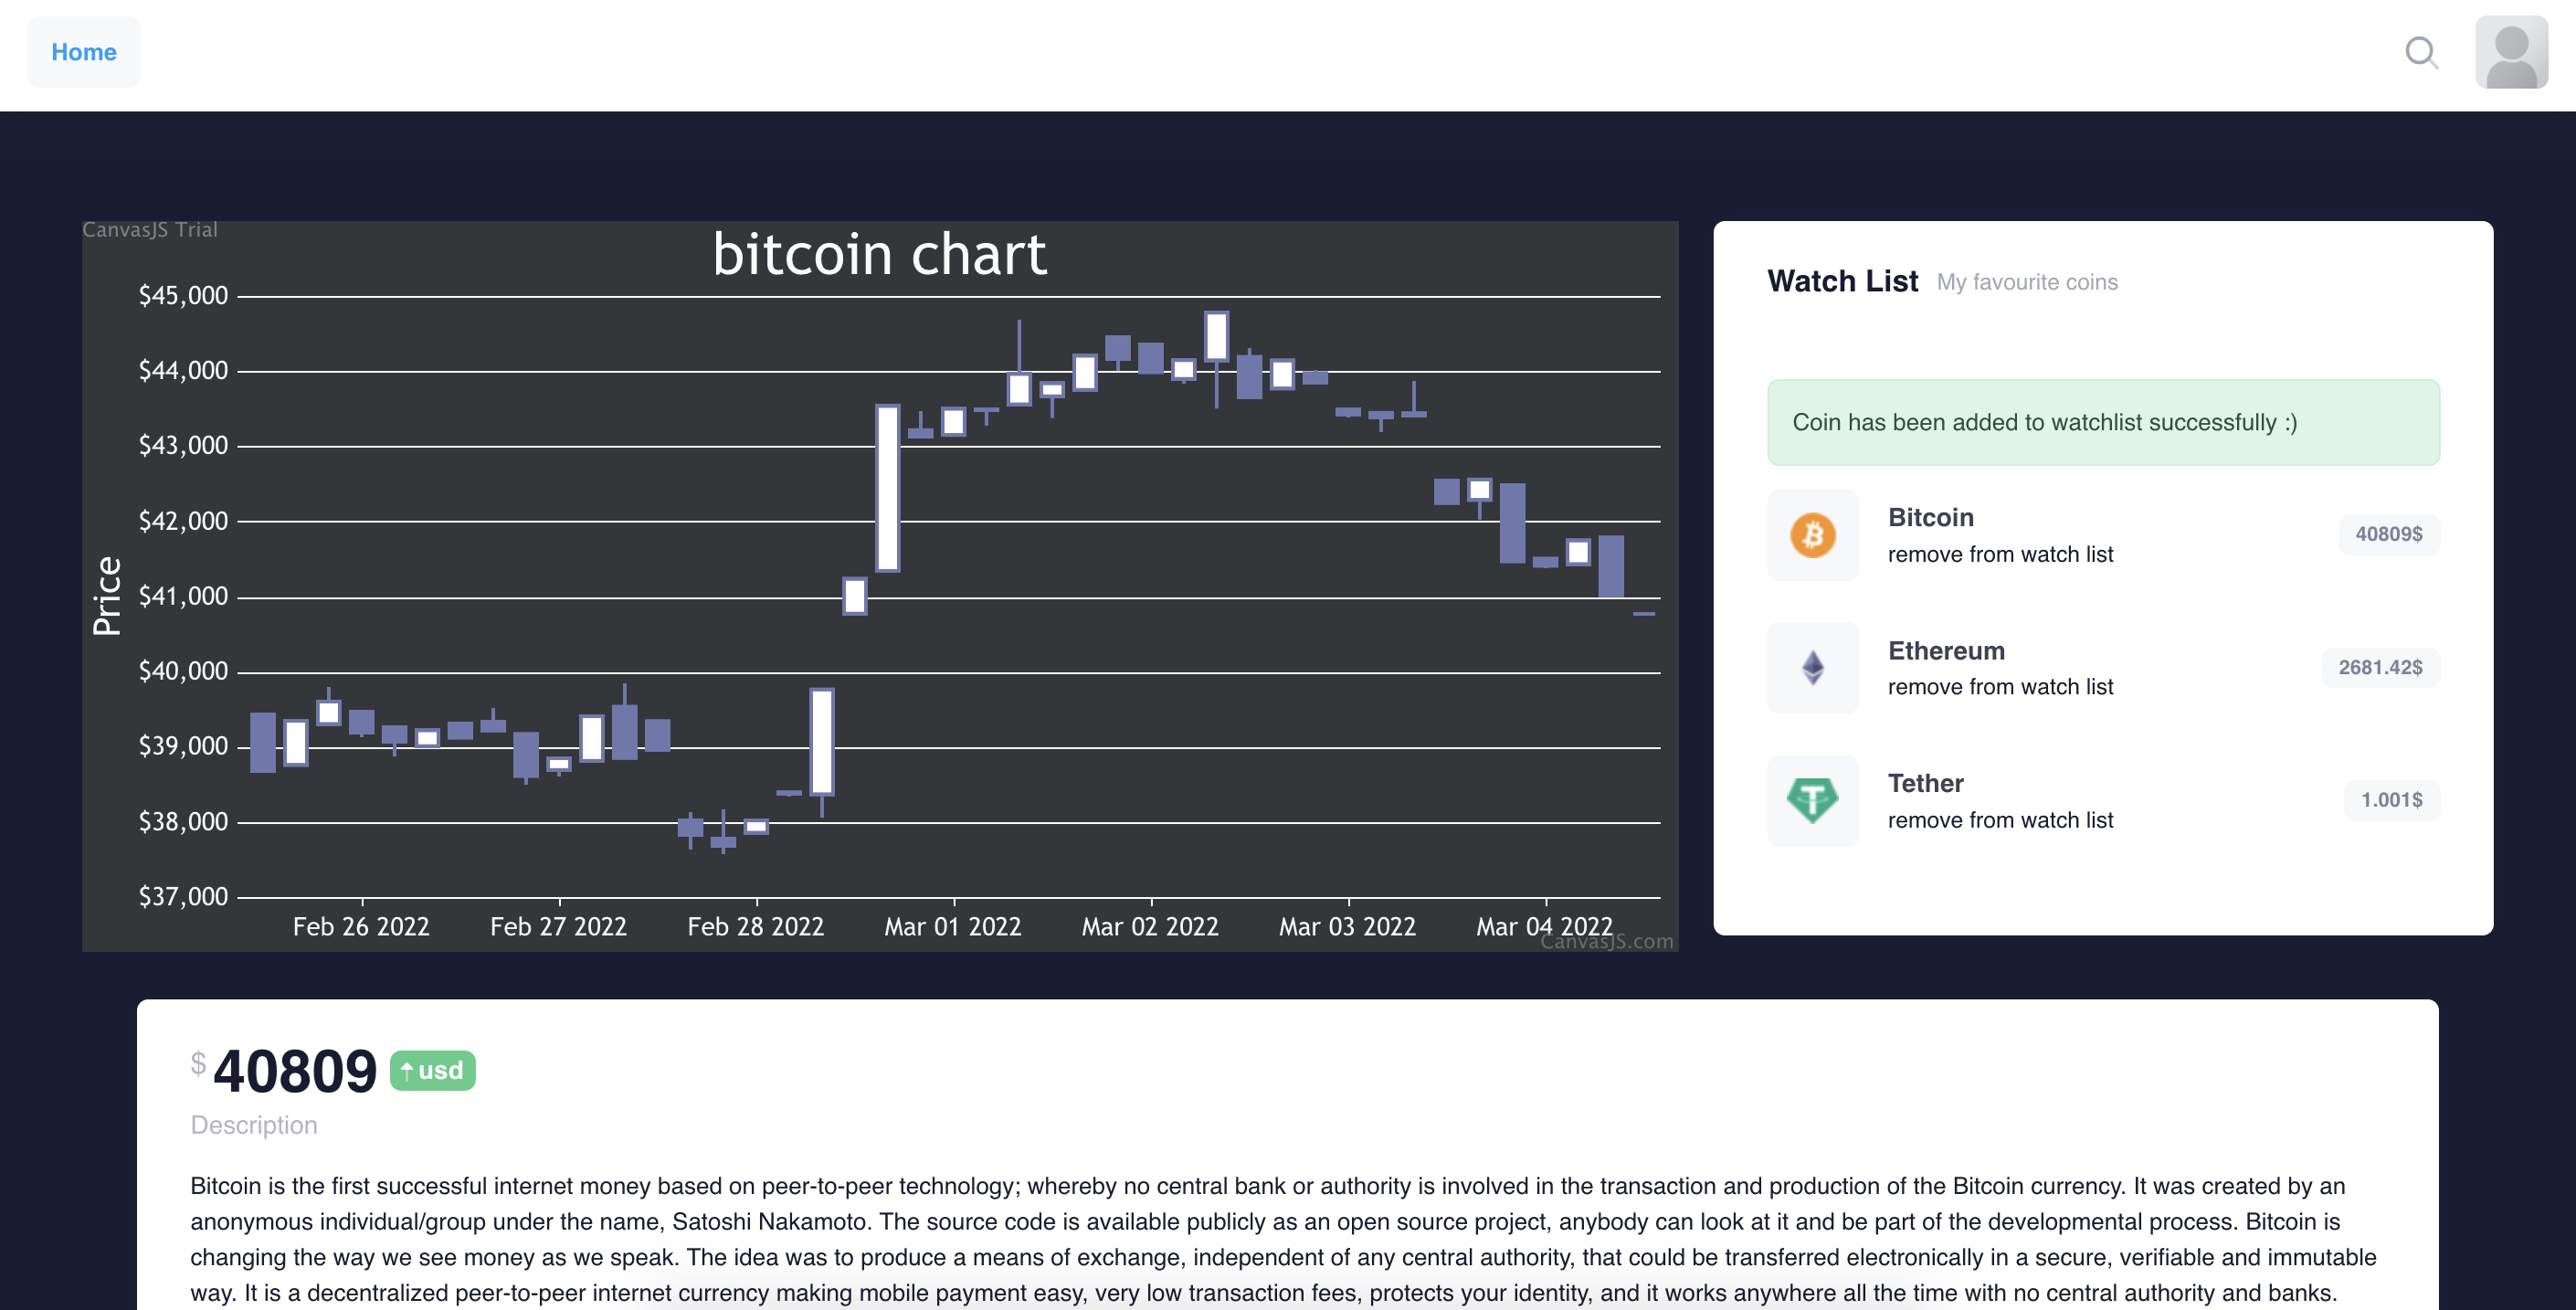 Home
CanvasJS Trial
bitcoin chart
$45,000
$44,000
$43,000
$42,000
$41,000
$40,000
$39,000
$38,000
$37,000
Price
Feb 26 2022
Feb 27 2022
Feb 28 2022
Mar 01 2022
Mar 02 2022
Mar 03 2022
Mar 04 2022
CanvasJS.com
Watch List My favourite coins
Coin has been added to watchlist successfully :)
Bitcoin
remove from watch list
40809$
Ethereum
remove from watch list
2681.42$
Tether
remove from watch list
1.001$
$ 40809 usd
Description
Bitcoin is the first successful internet money based on peer-to-peer technology; whereby no central bank or authority is involved in the transaction and production of the Bitcoin currency. It was created by an
anonymous individual/group under the name, Satoshi Nakamoto. The source code is available publicly as an open source project, anybody can look at it and be part of the developmental process. Bitcoin is
changing the way we see money as we speak. The idea was to produce a means of exchange, independent of any central authority, that could be transferred electronically in a secure, verifiable and immutable
way. It is a decentralized peer-to-peer internet currency making mobile payment easy, very low transaction fees, protects your identity, and it works anywhere all the time with no central authority and banks.